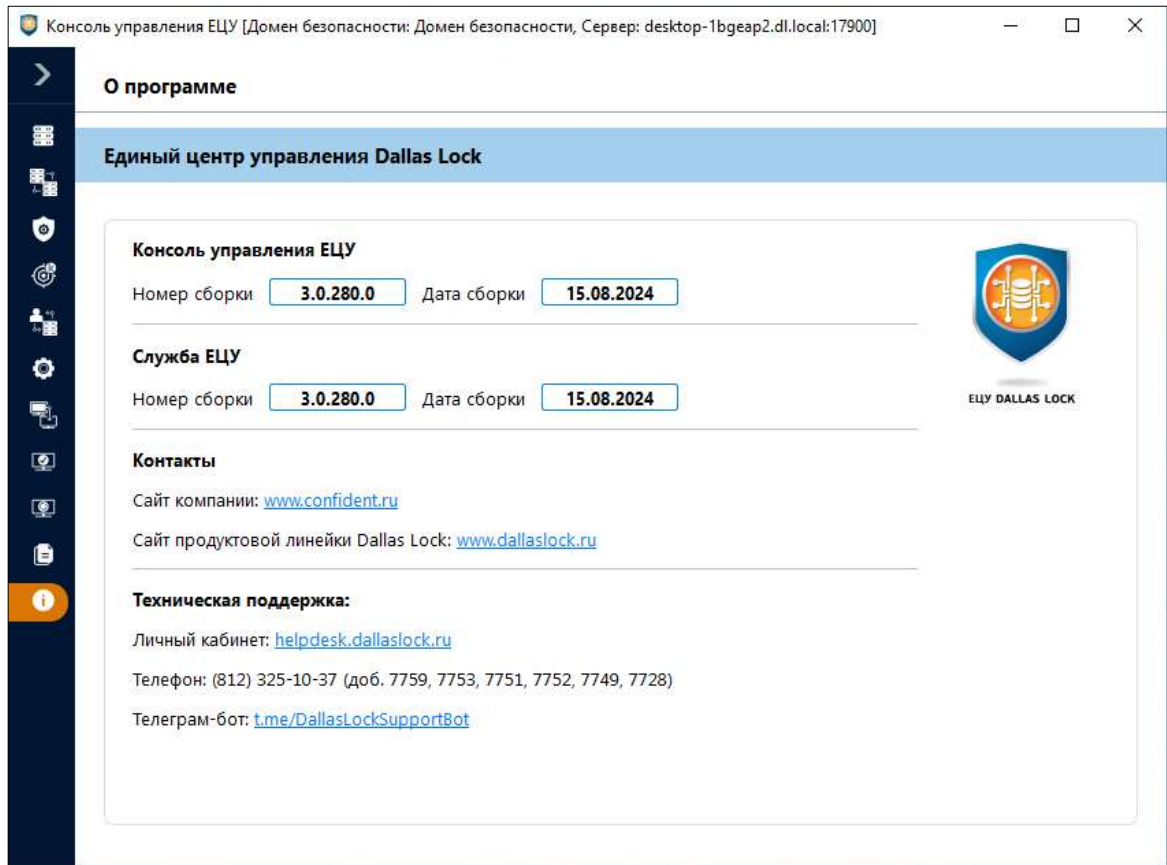 Консоль управления ЕЦУ [Домен безопасности: Домен безопасности, Сервер: desktop-1bgeap2.dl.local:17900]
О программе
Единый центр управления Dallas Lock
Консоль управления ЕЦУ
Номер сборки 3.0.280.0 Дата сборки 15.08.2024
Служба ЕЦУ
Номер сборки 3.0.280.0 Дата сборки 15.08.2024
ЕЦУ DALLAS LOCK
Контакты
Сайт компании: www.confident.ru
Сайт продуктовой линейки Dallas Lock: www.dallaslock.ru
Техническая поддержка:
Личный кабинет: helpdesk.dallaslock.ru
Телефон: (812) 325-10-37 (доб. 7759, 7753, 7751, 7752, 7749, 7728)
Телеграм-бот: t.me/DallasLockSupportBot